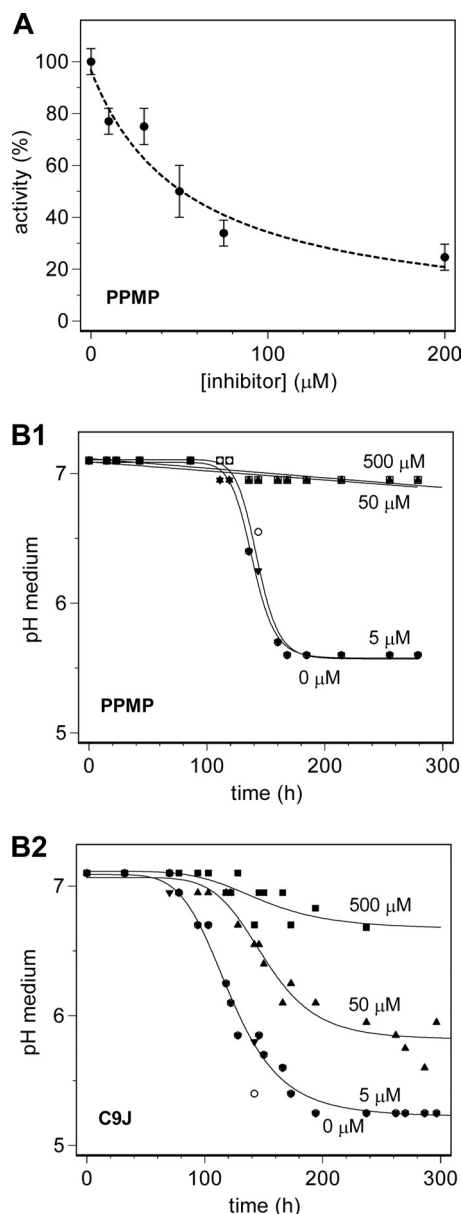 A
100
80
60
40
20
0
activity (%)
PPMP
0
100
200
[inhibitor] (μM)
B1
7
6
5
pH medium
500 μM
50 μM
5 μM
0 μM
PPMP
0
100
200
300
time (h)
B2
7
6
5
pH medium
500 μM
50 μM
5 μM
0 μM
C9J
0
100
200
300
time (h)